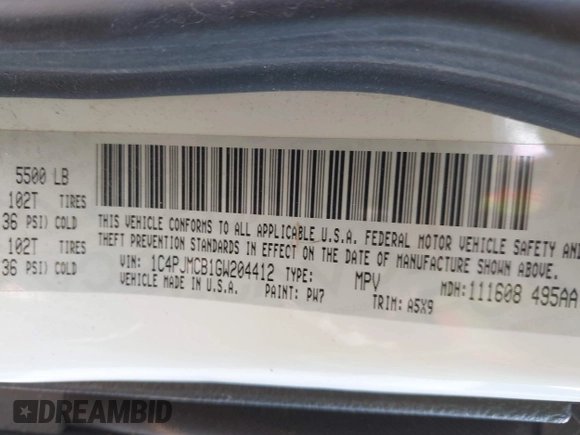 5500 LB
102T TIRES
36 PSI) COLD
102T TIRES
36 PSI) COLD
THIS VEHICLE CONFORMS TO ALL APPLICABLE U.S.A. FEDERAL MOTOR VEHICLE SAFETY AND
THEFT PREVENTION STANDARDS IN EFFECT ON THE DATE OF MANUFACTURE SHOWN ABOVE.
VIN: 1C4PJMCB1GW204412 TYPE: MPV MDH:111608 495AA
VEHICLE MADE IN U.S.A. PAINT: PW7 TRIM: A5X9
DREAMBID